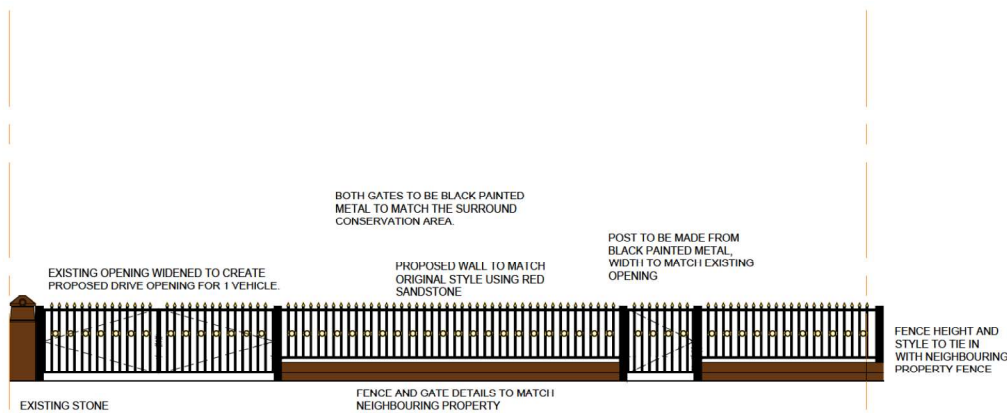 BOTH GATES TO BE BLACK PAINTED
METAL TO MATCH THE SURROUND
CONSERVATION AREA.
POST TO BE MADE FROM
BLACK PAINTED METAL,
WIDTH TO MATCH EXISTING
OPENING
EXISTING OPENING WIDENED TO CREATE
PROPOSED DRIVE OPENING FOR 1 VEHICLE.
PROPOSED WALL TO MATCH
ORIGINAL STYLE USING RED
SANDSTONE
FENCE HEIGHT AND
STYLE TO TIE IN
WITH NEIGHBOURING
PROPERTY FENCE
EXISTING STONE
FENCE AND GATE DETAILS TO MATCH
NEIGHBOURING PROPERTY